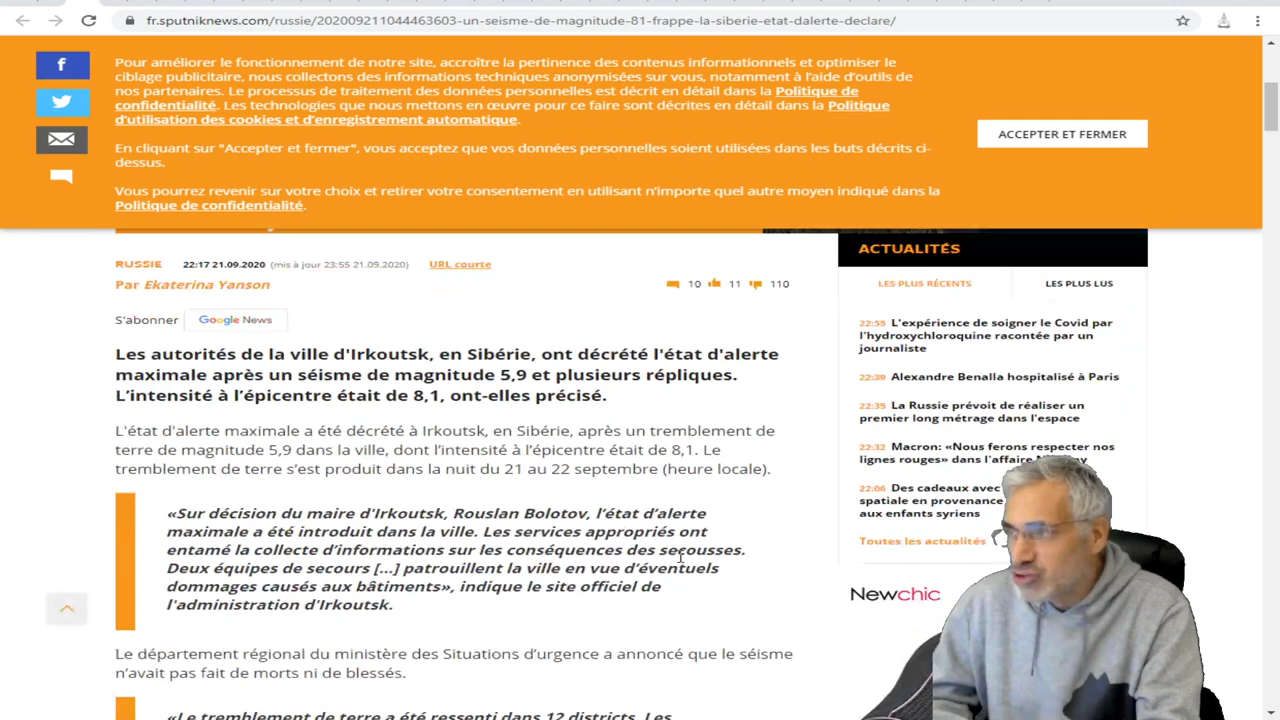 fr.sputniknews.com/russie/202009211044463603-un-seisme-de-magnitude-81-frappe-la-siberie-etat-dalerte-declare/
Pour améliorer le fonctionnement de notre site, accroître la pertinence des contenus informationnels et optimiser le
ciblage publicitaire, nous collectons des informations techniques anonymisées sur vous, notamment à l'aide d'outils de
nos partenaires. Le processus de traitement des données personnelles est décrit en détail dans la Politique de
confidentialité. Les technologies que nous mettons en œuvre pour ce faire sont décrites en détail dans la Politique
d'utilisation des cookies et d'enregistrement automatique.
En cliquant sur "Accepter et fermer", vous acceptez que vos données personnelles soient utilisées dans les buts décrits ci-
dessus.
Vous pourrez revenir sur votre choix et retirer votre consentement en utilisant n'importe quel autre moyen indiqué dans la
Politique de confidentialité.
ACCEPTER ET FERMER
RUSSIE 22:17 21.09.2020 (mis à jour 23:55 21.09.2020) URL courte
Par Ekaterina Yanson
10 11 110
S'abonner Google News
Les autorités de la ville d'Irkoutsk, en Sibérie, ont décrété l'état d'alerte
maximale après un séisme de magnitude 5,9 et plusieurs répliques.
L'intensité à l'épicentre était de 8,1, ont-elles précisé.
L'état d'alerte maximale a été décrété à Irkoutsk, en Sibérie, après un tremblement de
terre de magnitude 5,9 dans la ville, dont l'intensité à l'épicentre était de 8,1. Le
tremblement de terre s'est produit dans la nuit du 21 au 22 septembre (heure locale).
«Sur décision du maire d'Irkoutsk, Rouslan Bolotov, l'état d'alerte
maximale a été introduit dans la ville. Les services appropriés ont
entamé la collecte d'informations sur les conséquences des secousses.
Deux équipes de secours [...] patrouillent la ville en vue d'éventuels
dommages causés aux bâtiments», indique le site officiel de
l'administration d'Irkoutsk.
Le département régional du ministère des Situations d'urgence a annoncé que le séisme
n'avait pas fait de morts ni de blessés.
«Le tremblement de terre a été ressenti dans 12 districts. Les
ACTUALITÉS
LES PLUS RÉCENTS LES PLUS LUS
22:55 L'expérience de soigner le Covid par
l'hydroxychloroquine racontée par un
journaliste
22:39 Alexandre Benalla hospitalisé à Paris
22:35 La Russie prévoit de réaliser un
premier long métrage dans l'espace
22:32 Macron: «Nous ferons respecter nos
lignes rouges» dans l'affaire
22:06 Des cadeaux avec
spatiale en provenance
aux enfants syriens
Toutes les actualités
Newchic